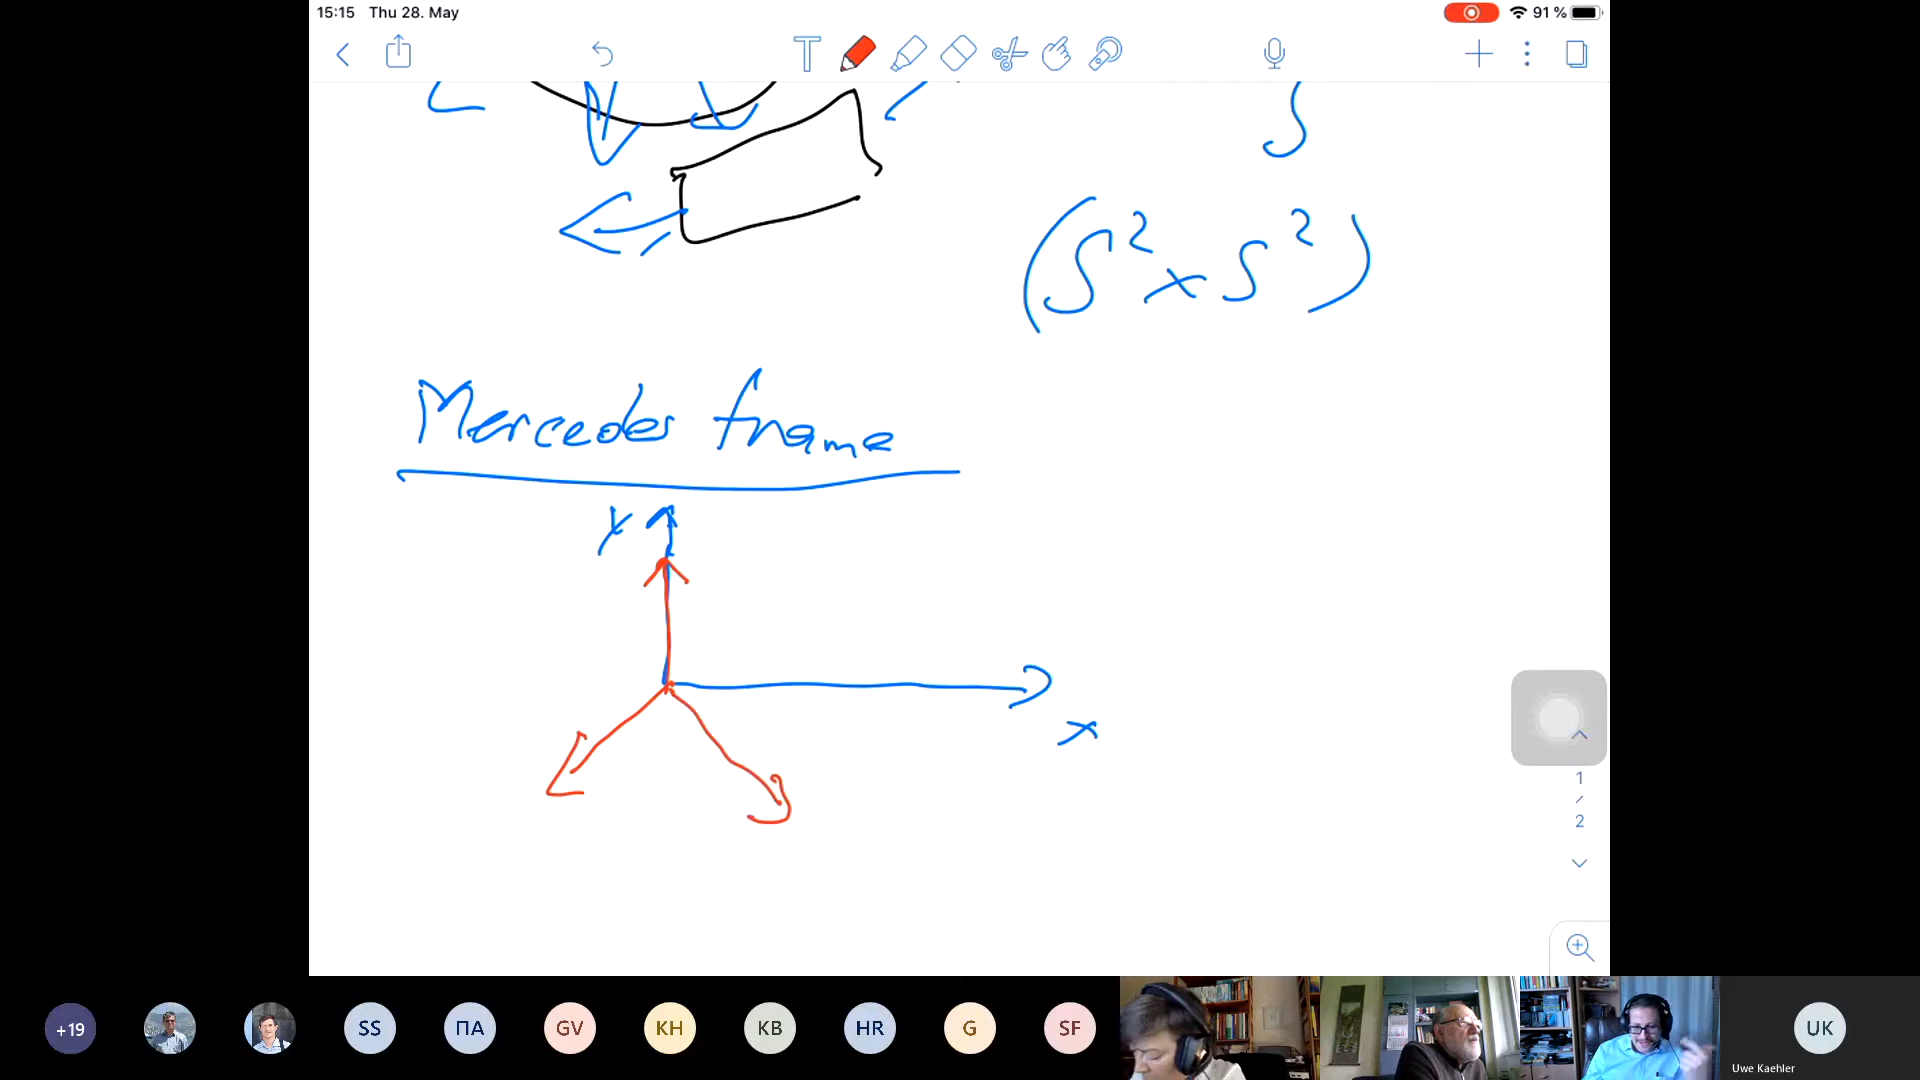 15:15 Thu 28. May
91 %
T
S
(S² × S²)
Mercedes frame
Y
x
1
/
2
+19
SS
ПА
GV
KH
KB
HR
G
SF
UK
Uwe Kaehler